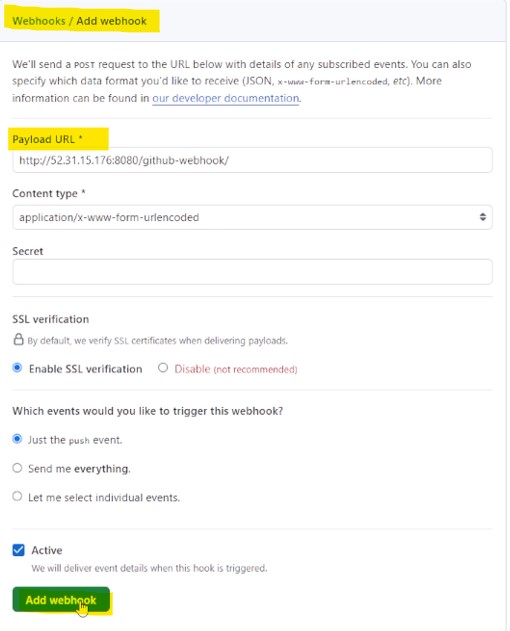 Webhooks / Add webhook
We'll send a POST request to the URL below with details of any subscribed events. You can also
specify which data format you'd like to receive (JSON, x-www-form-urlencoded, etc). More
information can be found in our developer documentation.
Payload URL *
http://52.31.15.176:8080/github-webhook/
Content type *
application/x-www-form-urlencoded
Secret
SSL verification
By default, we verify SSL certificates when delivering payloads.
Enable SSL verification Disable (not recommended)
Which events would you like to trigger this webhook?
Just the push event.
Send me everything.
Let me select individual events.
Active
We will deliver event details when this hook is triggered.
Add webhook